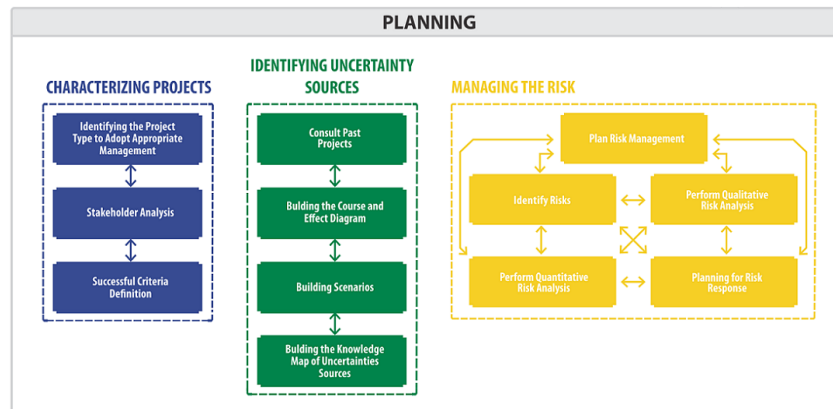 PLANNING
CHARACTERIZING PROJECTS
Identifying the Project
Type to Adopt Appropriate
Management
Stakeholder Analysis
Successful Criteria
Definition
IDENTIFYING UNCERTAINTY
SOURCES
Consult Past
Projects
Bulding the Course and
Effect Diagram
Building Scenarios
Bulding the Knowledge
Map of Uncertainties
Sources
MANAGING THE RISK
Plan Risk Management
Identify Risks
Perform Qualitative
Risk Analysis
Perform Quantitative
Risk Analysis
Planning for Risk
Response